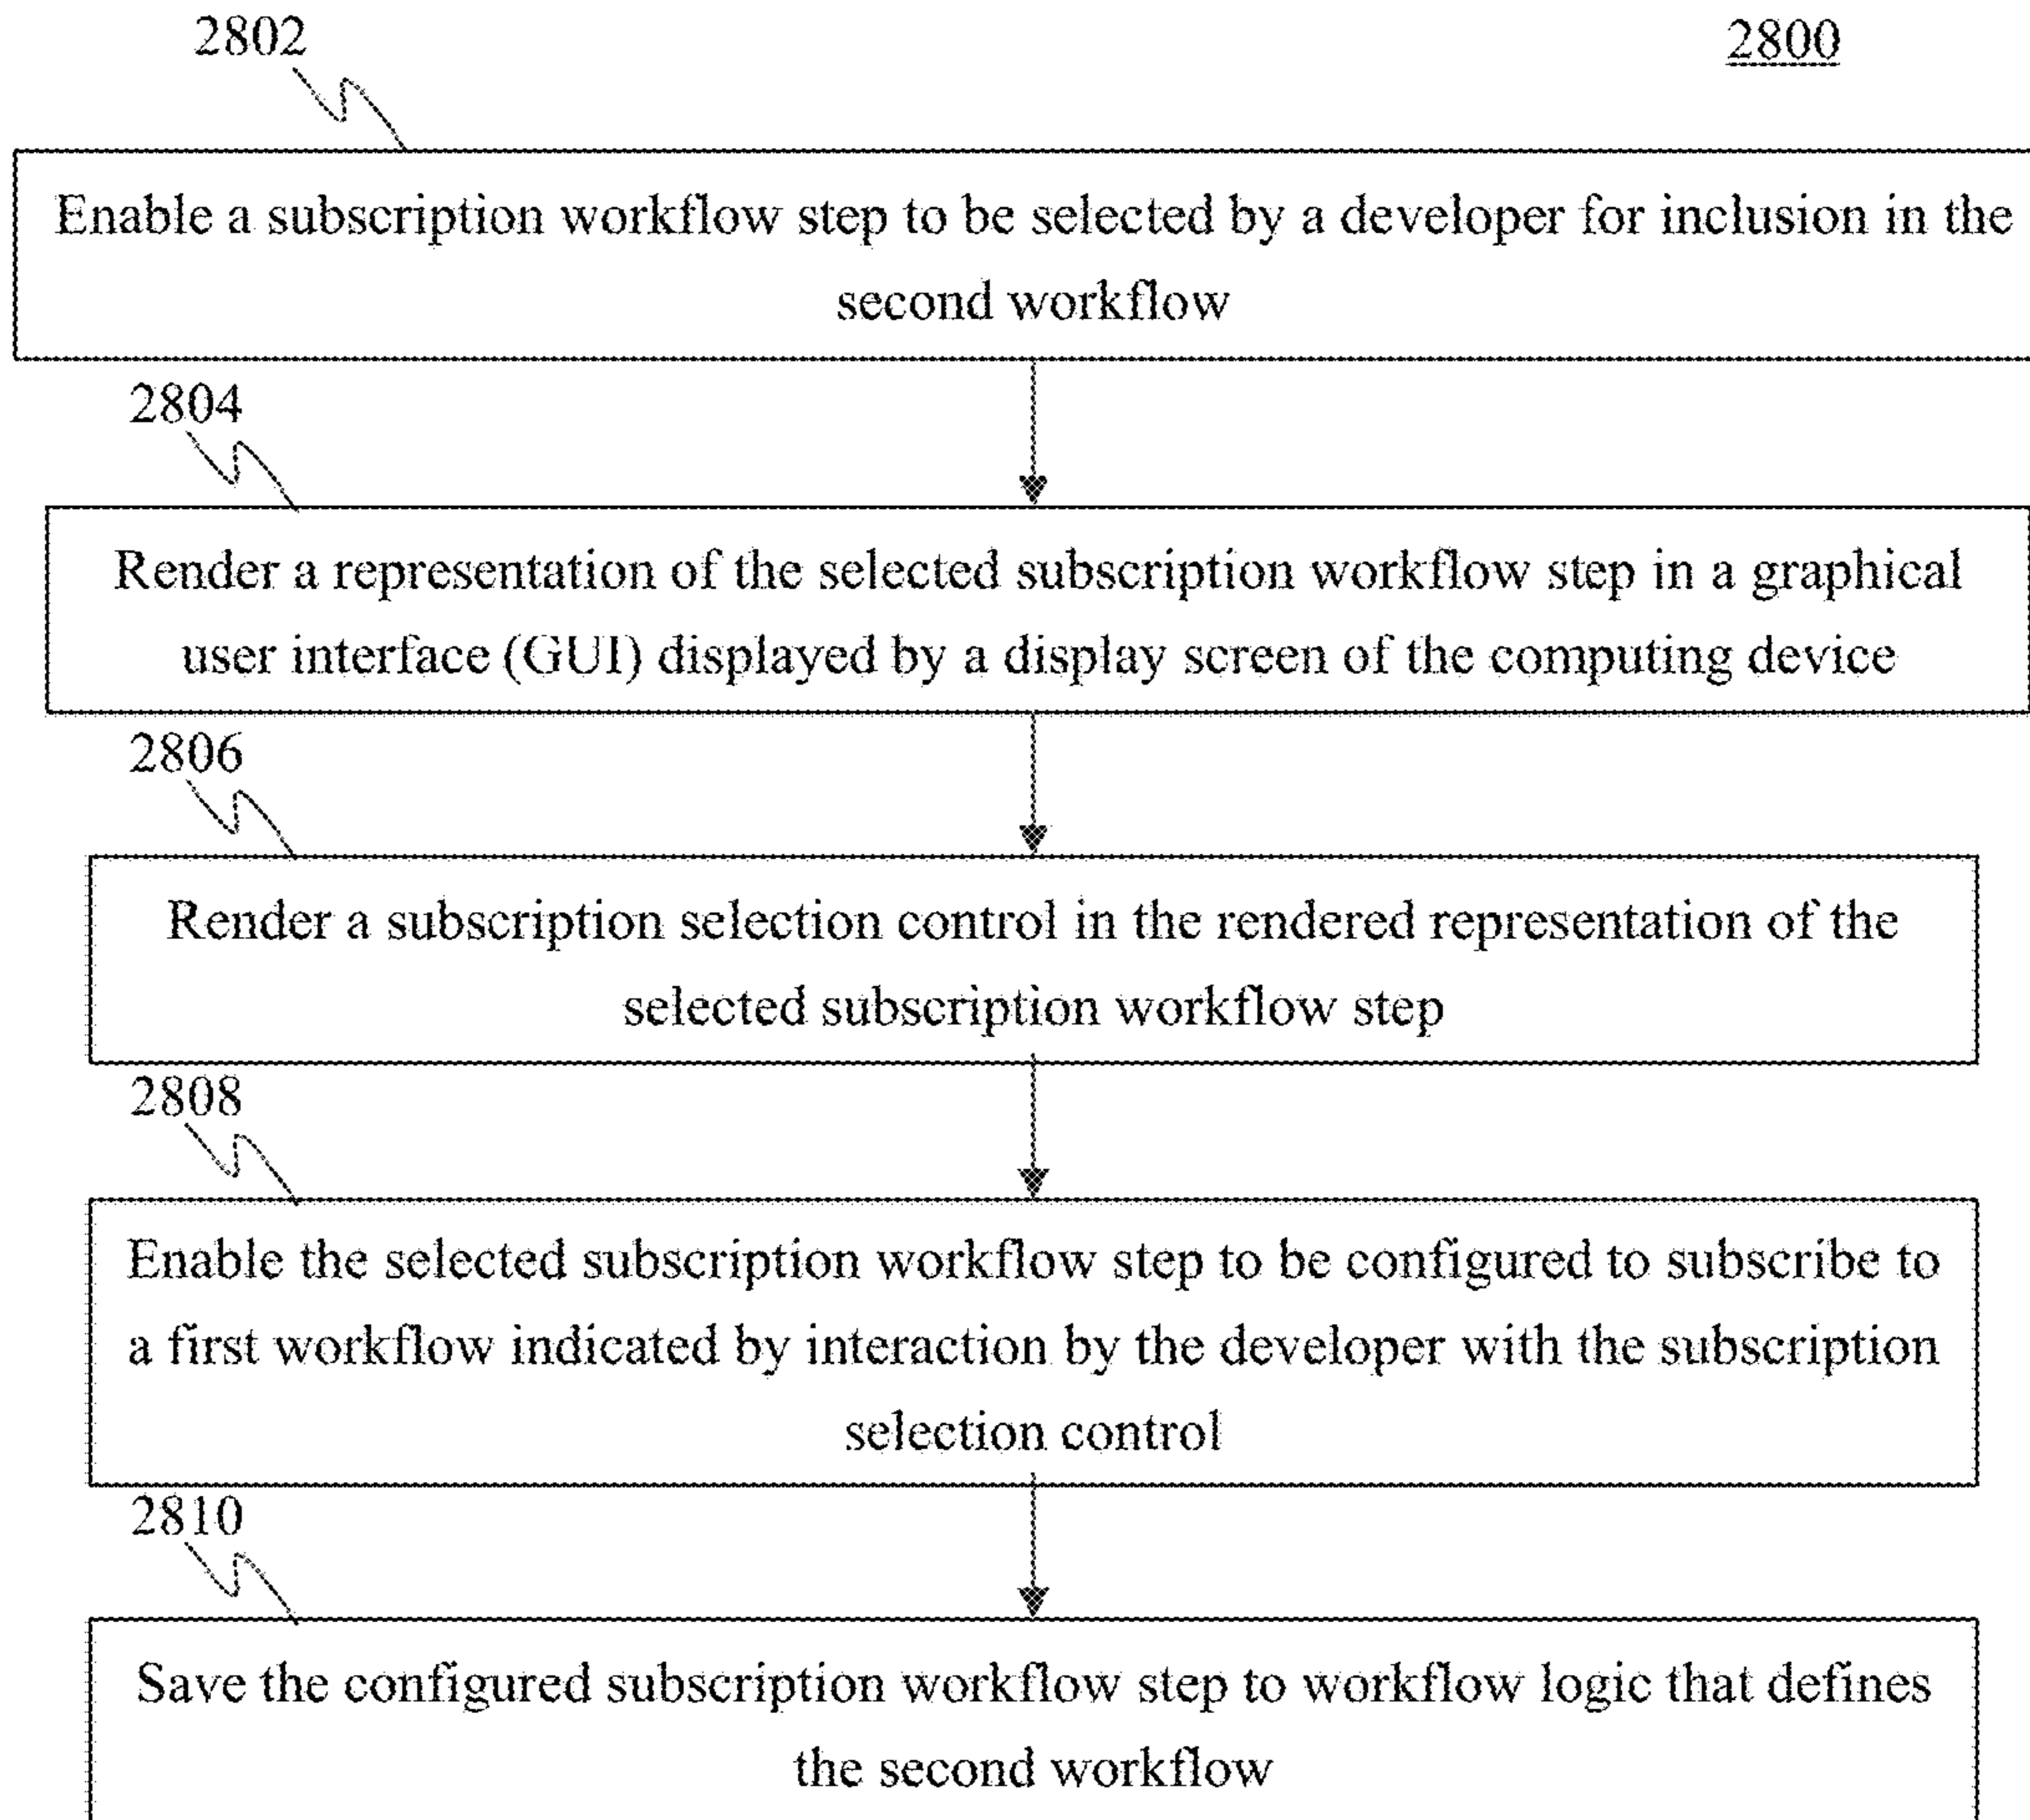 2802
2800
Enable a subscription workflow step to be selected by a developer for inclusion in the
second workflow
2804
Render a representation of the selected subscription workflow step in a graphical
user interface (GUI) displayed by a display screen of the computing device
2806
Render a subscription selection control in the rendered representation of the
selected subscription workflow step
2808
Enable the selected subscription workflow step to be configured to subscribe to
a first workflow indicated by interaction by the developer with the subscription
selection control
2810
Save the configured subscription workflow step to workflow logic that defines
the second workflow